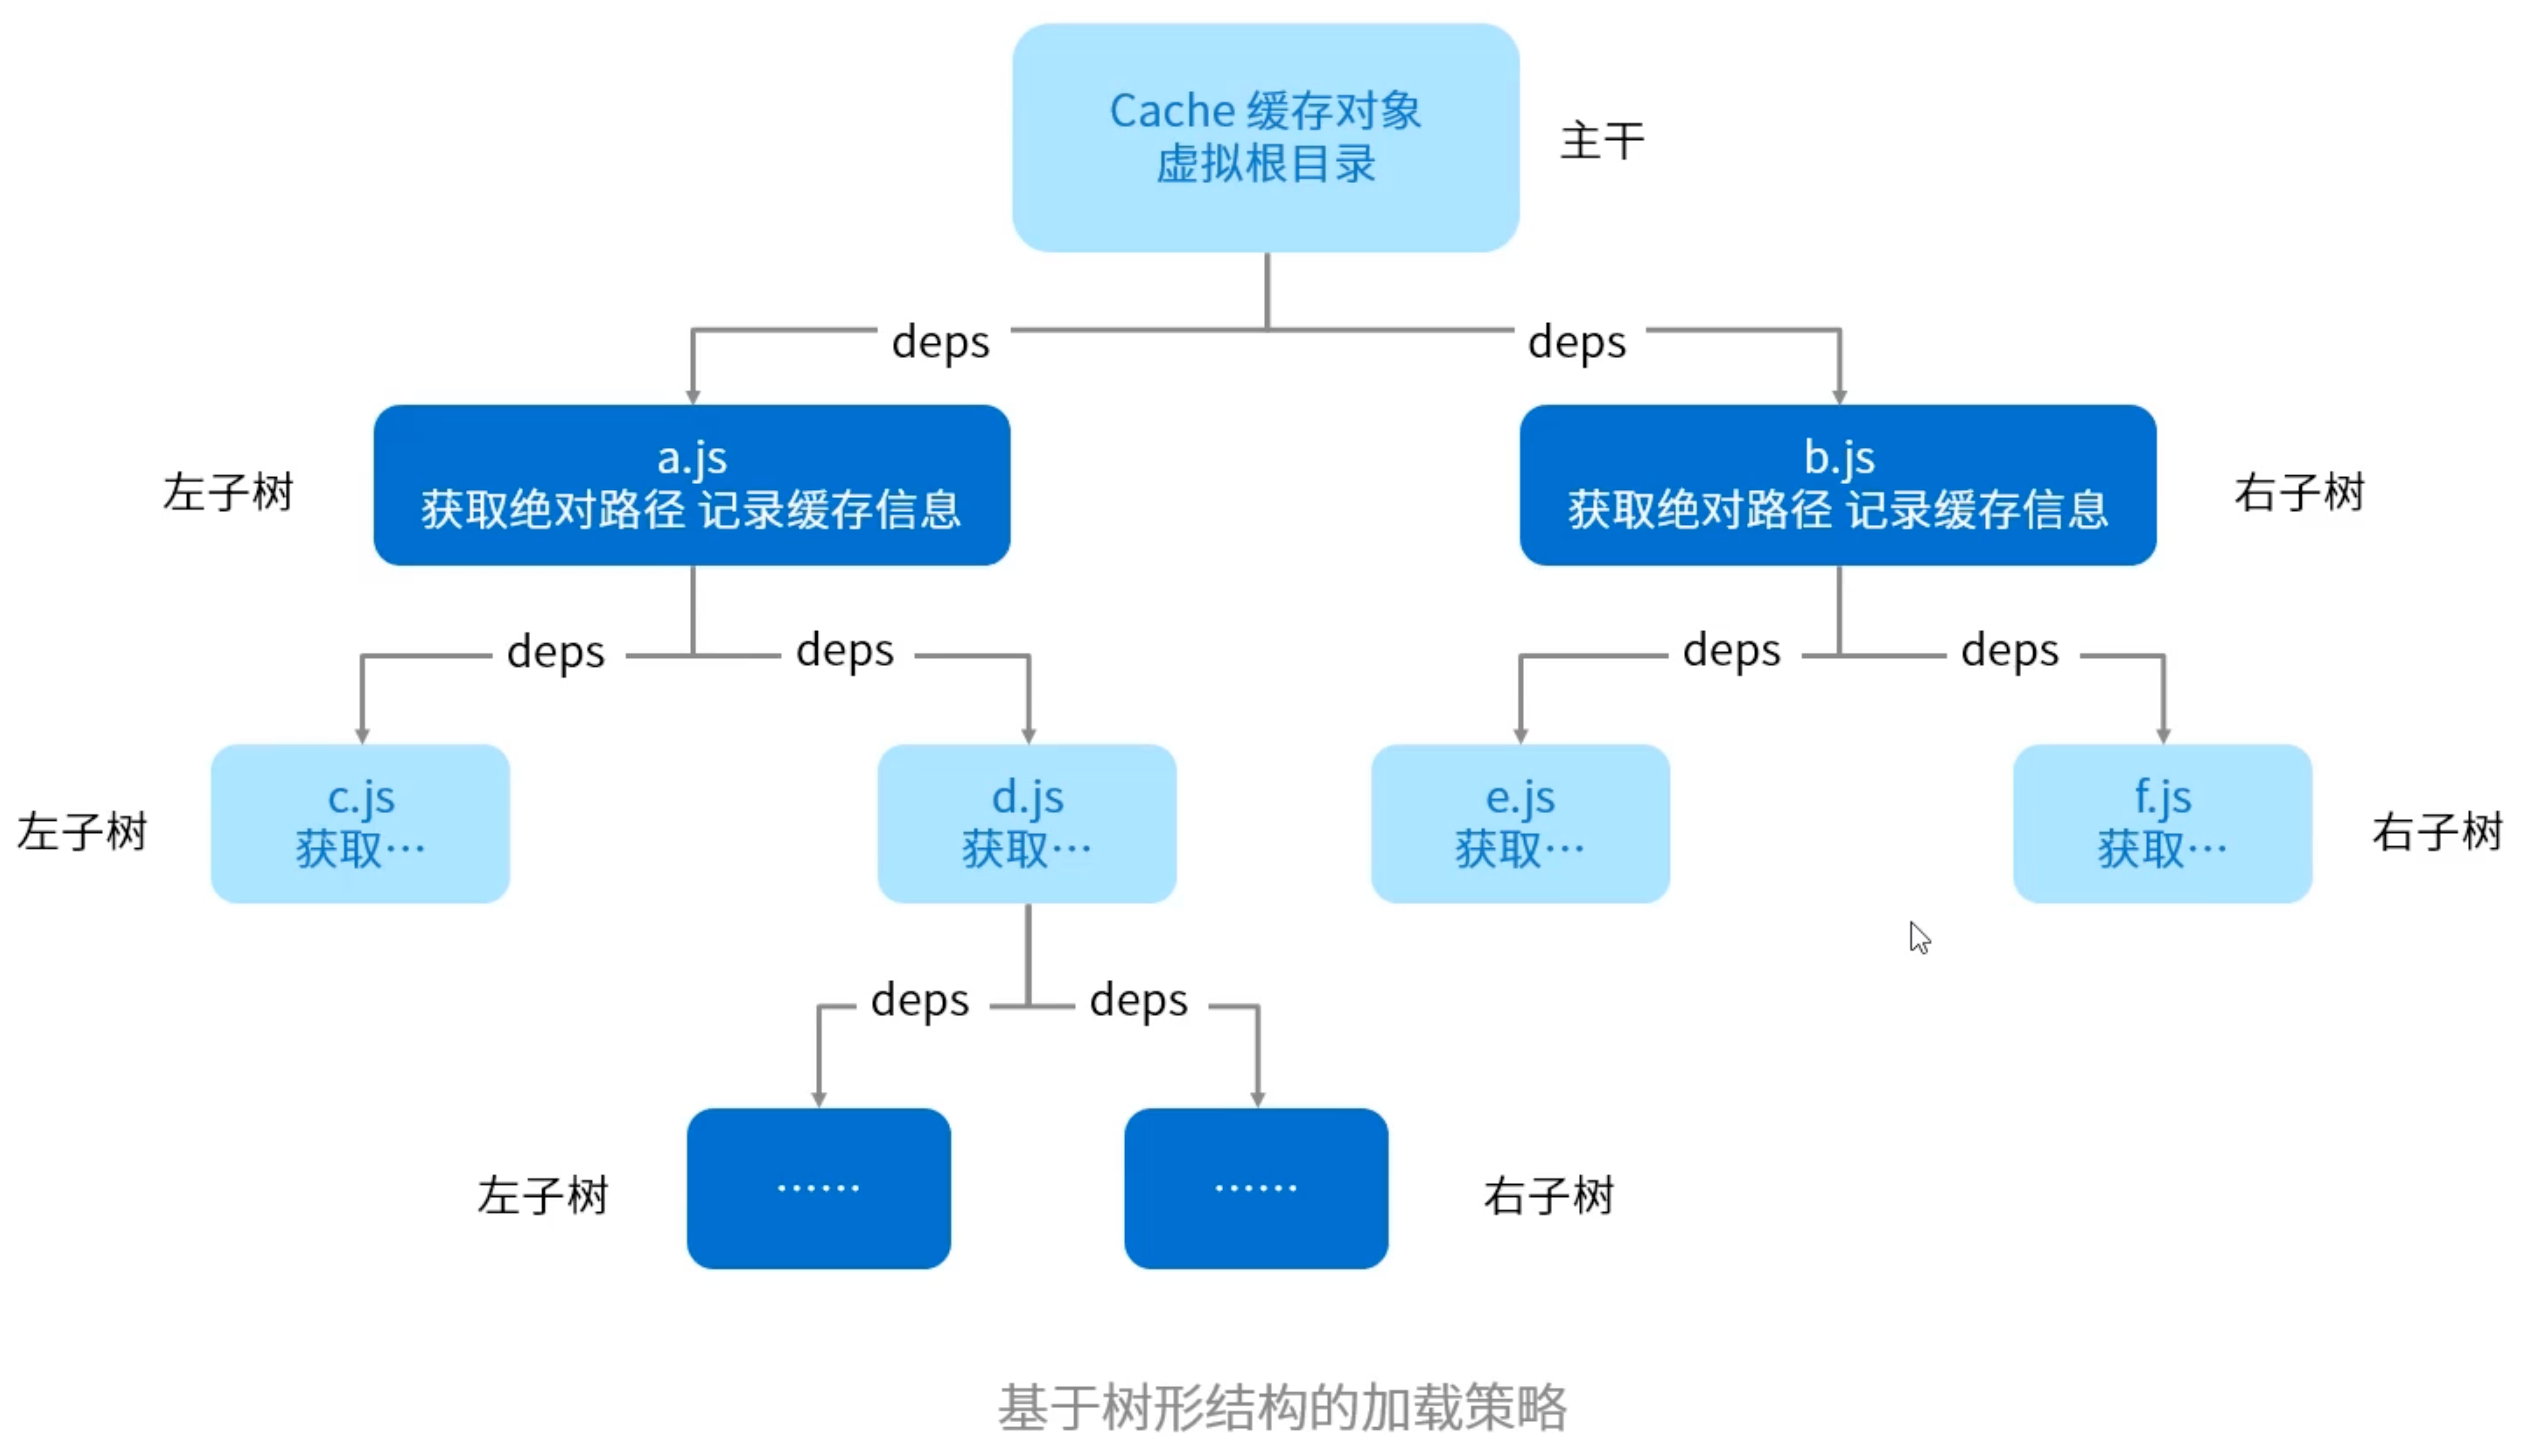 Cache 缓存对象
虚拟根目录
主干
deps
deps
左子树
a.js
获取绝对路径 记录缓存信息
b.js
获取绝对路径 记录缓存信息
右子树
deps
deps
deps
deps
左子树
c.js
获取…
d.js
获取…
e.js
获取…
f.js
获取…
右子树
deps
deps
左子树
……
……
右子树
基于树形结构的加载策略